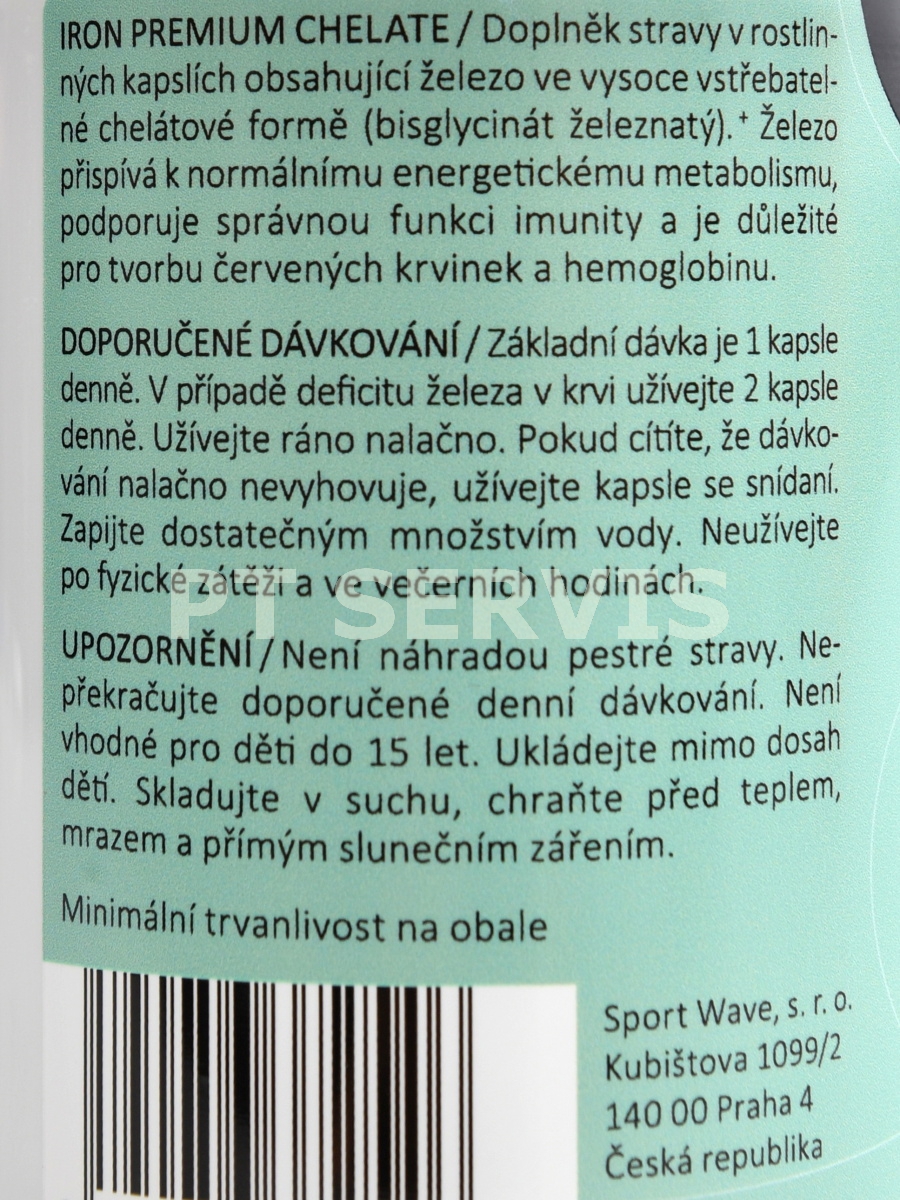 IRON PREMIUM CHELATE / Doplněk stravy v rostlin-
ných kapslích obsahující železo ve vysoce vstřebatel-
né chelátové formě (bisglycinát železnatý).⁺ Železo
přispívá k normálnímu energetickému metabolismu,
podporuje správnou funkci imunity a je důležité
pro tvorbu červených krvinek a hemoglobinu.
DOPORUČENÉ DÁVKOVÁNÍ / Základní dávka je 1 kapsle
denně. V případě deficitu železa v krvi užívejte 2 kapsle
denně. Užívejte ráno nalačno. Pokud cítíte, že dávko-
vání nalačno nevyhovuje, užívejte kapsle se snídaní.
Zapijte dostatečným množstvím vody. Neužívejte
po fyzické zátěži a ve večerních hodinách.
PT SERVIS
UPOZORNĚNÍ / Není náhradou pestré stravy. Ne-
překračujte doporučené denní dávkování. Není
vhodné pro děti do 15 let. Ukládejte mimo dosah
dětí. Skladujte v suchu, chraňte před teplem,
mrazem a přímým slunečním zářením.
Minimální trvanlivost na obale
Sport Wave, s. r. o.
Kubištova 1099/2
140 00 Praha 4
Česká republika